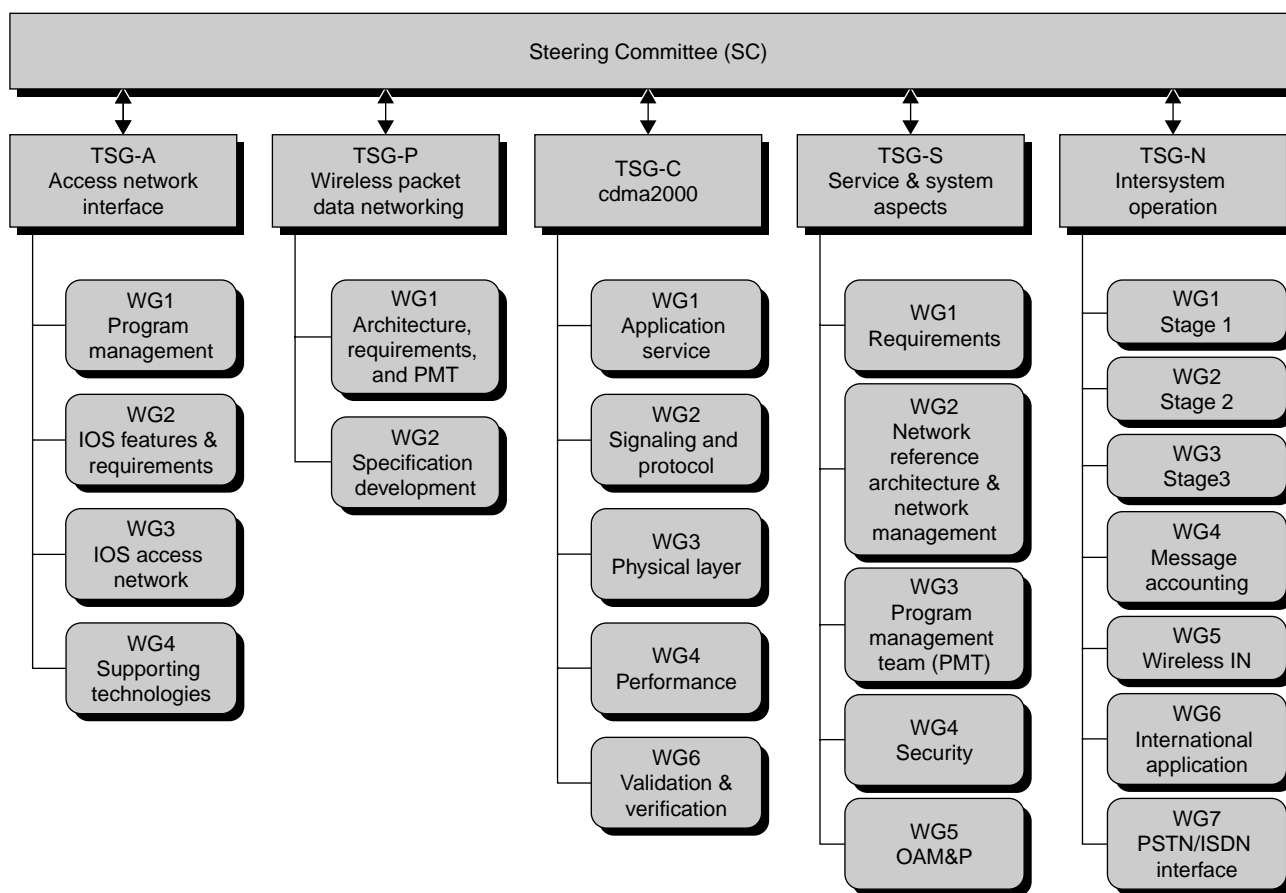 Steering Committee (SC)
TSG-A
Access network
interface
TSG-P
Wireless packet
data networking
TSG-C
cdma2000
TSG-S
Service & system
aspects
TSG-N
Intersystem
operation
WG1
Program
management
WG2
IOS features &
requirements
WG3
IOS access
network
WG4
Supporting
technologies
WG1
Architecture,
requirements,
and PMT
WG2
Specification
development
WG1
Application
service
WG2
Signaling and
protocol
WG3
Physical layer
WG4
Performance
WG6
Validation &
verification
WG1
Requirements
WG2
Network
reference
architecture &
network
management
WG3
Program
management
team (PMT)
WG4
Security
WG5
OAM&P
WG1
Stage 1
WG2
Stage 2
WG3
Stage3
WG4
Message
accounting
WG5
Wireless IN
WG6
International
application
WG7
PSTN/ISDN
interface